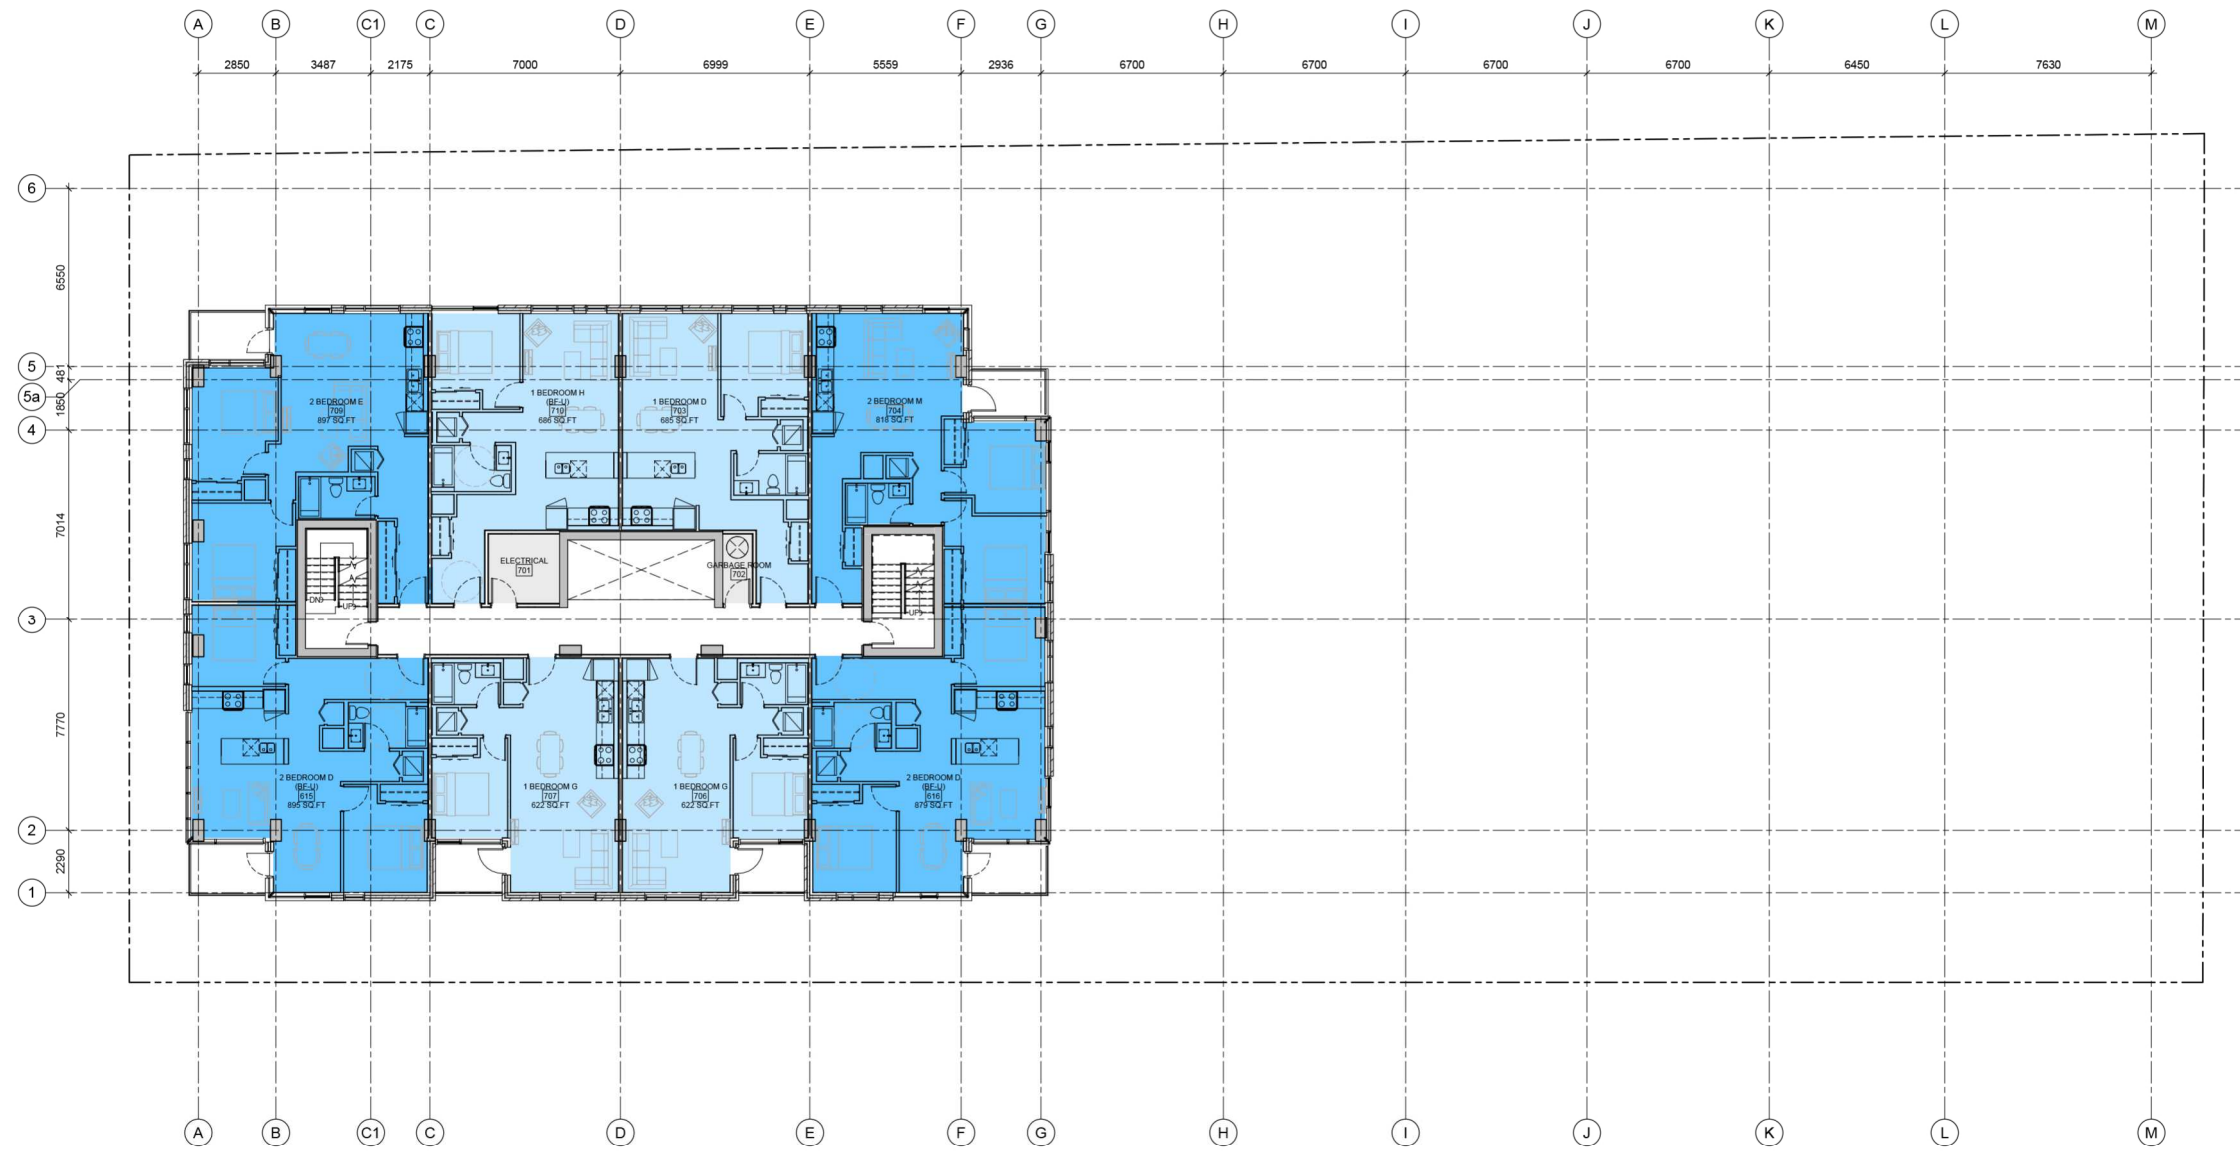 A B C1 C D E F G H I J K L M
2850 3487 2175 7000 6999 5559 2936 6700 6700 6700 6700 6450 7630
6
6550
5
481
5a
1850
4
7014
3
7770
2
2290
1
2 BEDROOM E
709
897 SQ.FT
1 BEDROOM H
(BF-U)
710
686 SQ.FT
1 BEDROOM D
703
685 SQ.FT
2 BEDROOM M
704
818 SQ.FT
ELECTRICAL
701
GARBAGE ROOM
702
DN
UP
UP
2 BEDROOM D
(BF-U)
615
895 SQ.FT
1 BEDROOM G
707
622 SQ.FT
1 BEDROOM G
706
622 SQ.FT
2 BEDROOM D
(BF-U)
616
879 SQ.FT
A B C1 C D E F G H I J K L M